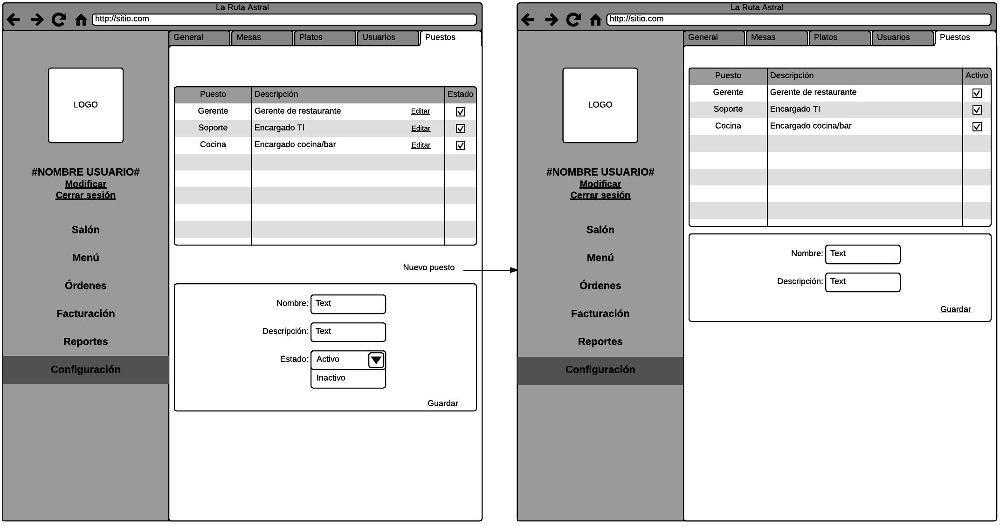 La Ruta Astral
http://sitio.com
General Mesas Platos Usuarios Puestos
LOGO
#NOMBRE USUARIO#
Modificar
Cerrar sesión
Salón
Menú
Órdenes
Facturación
Reportes
Configuración
Puesto Descripción Estado
Gerente Gerente de restaurante Editar
Soporte Encargado TI Editar
Cocina Encargado cocina/bar Editar
Nuevo puesto
Nombre: Text
Descripción: Text
Estado: Activo
Inactivo
Guardar
La Ruta Astral
http://sitio.com
General Mesas Platos Usuarios Puestos
LOGO
#NOMBRE USUARIO#
Modificar
Cerrar sesión
Salón
Menú
Órdenes
Facturación
Reportes
Configuración
Puesto Descripción Activo
Gerente Gerente de restaurante
Soporte Encargado TI
Cocina Encargado cocina/bar
Nombre: Text
Descripción: Text
Guardar